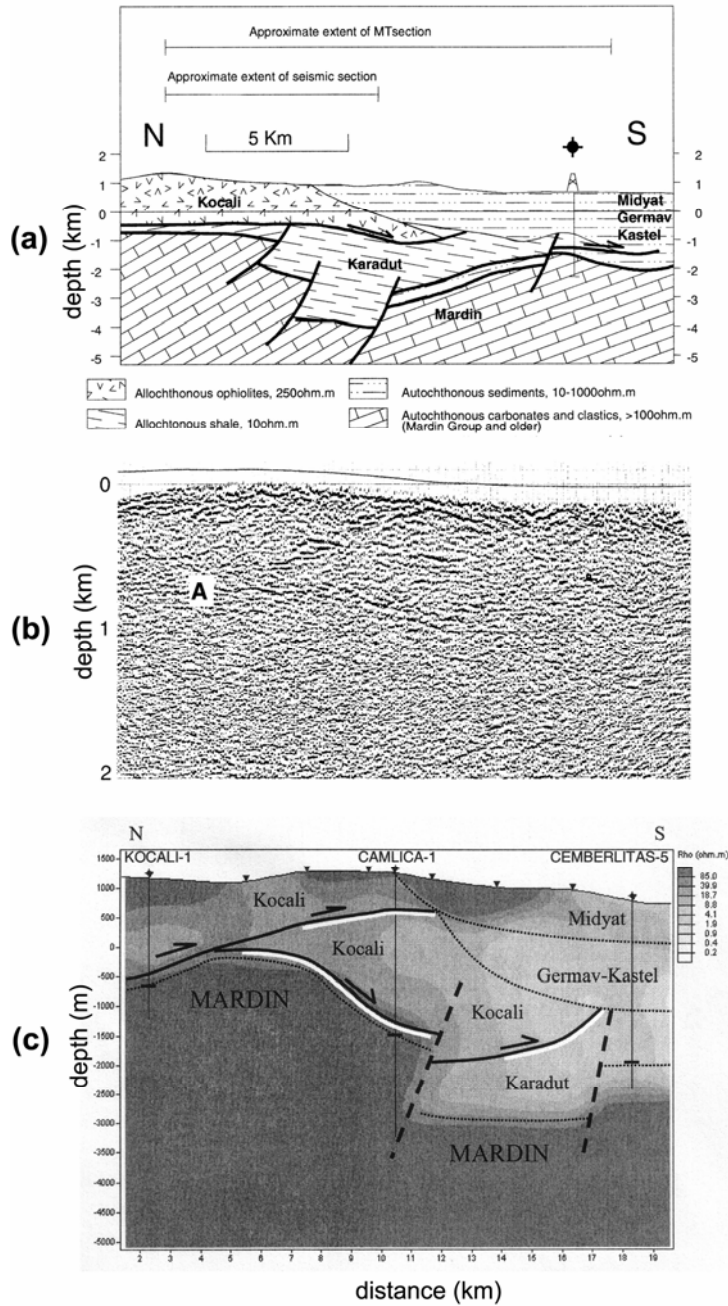 Approximate extent of MTsection
Approximate extent of seismic section
N
5 Km
S
2
1
0
-1
-2
-3
-4
-5
2
1
0
-1
-2
-3
-4
-5
Kocali
Midyat
Germav
Kastel
Karadut
Mardin
(a)
depth (km)
Allochthonous ophiolites, 250ohm.m
Autochthonous sediments, 10-1000ohm.m
Allochtonous shale, 10ohm.m
Autochthonous carbonates and clastics, >100ohm.m
(Mardin Group and older)
(b)
depth (km)
0
1
2
A
N
S
KOCALI-1
CAMLICA-1
CEMBERLITAS-5
Rho (ohm.m)
85.0
39.9
18.7
8.8
4.1
1.9
0.9
0.4
0.2
1500
1000
500
0
-500
-1000
-1500
-2000
-2500
-3000
-3500
-4000
-4500
-5000
Kocali
Midyat
Kocali
Germav-Kastel
MARDIN
Kocali
Karadut
MARDIN
(c)
depth (m)
2 3 4 5 6 7 8 9 10 11 12 13 14 15 16 17 18 19
distance (km)